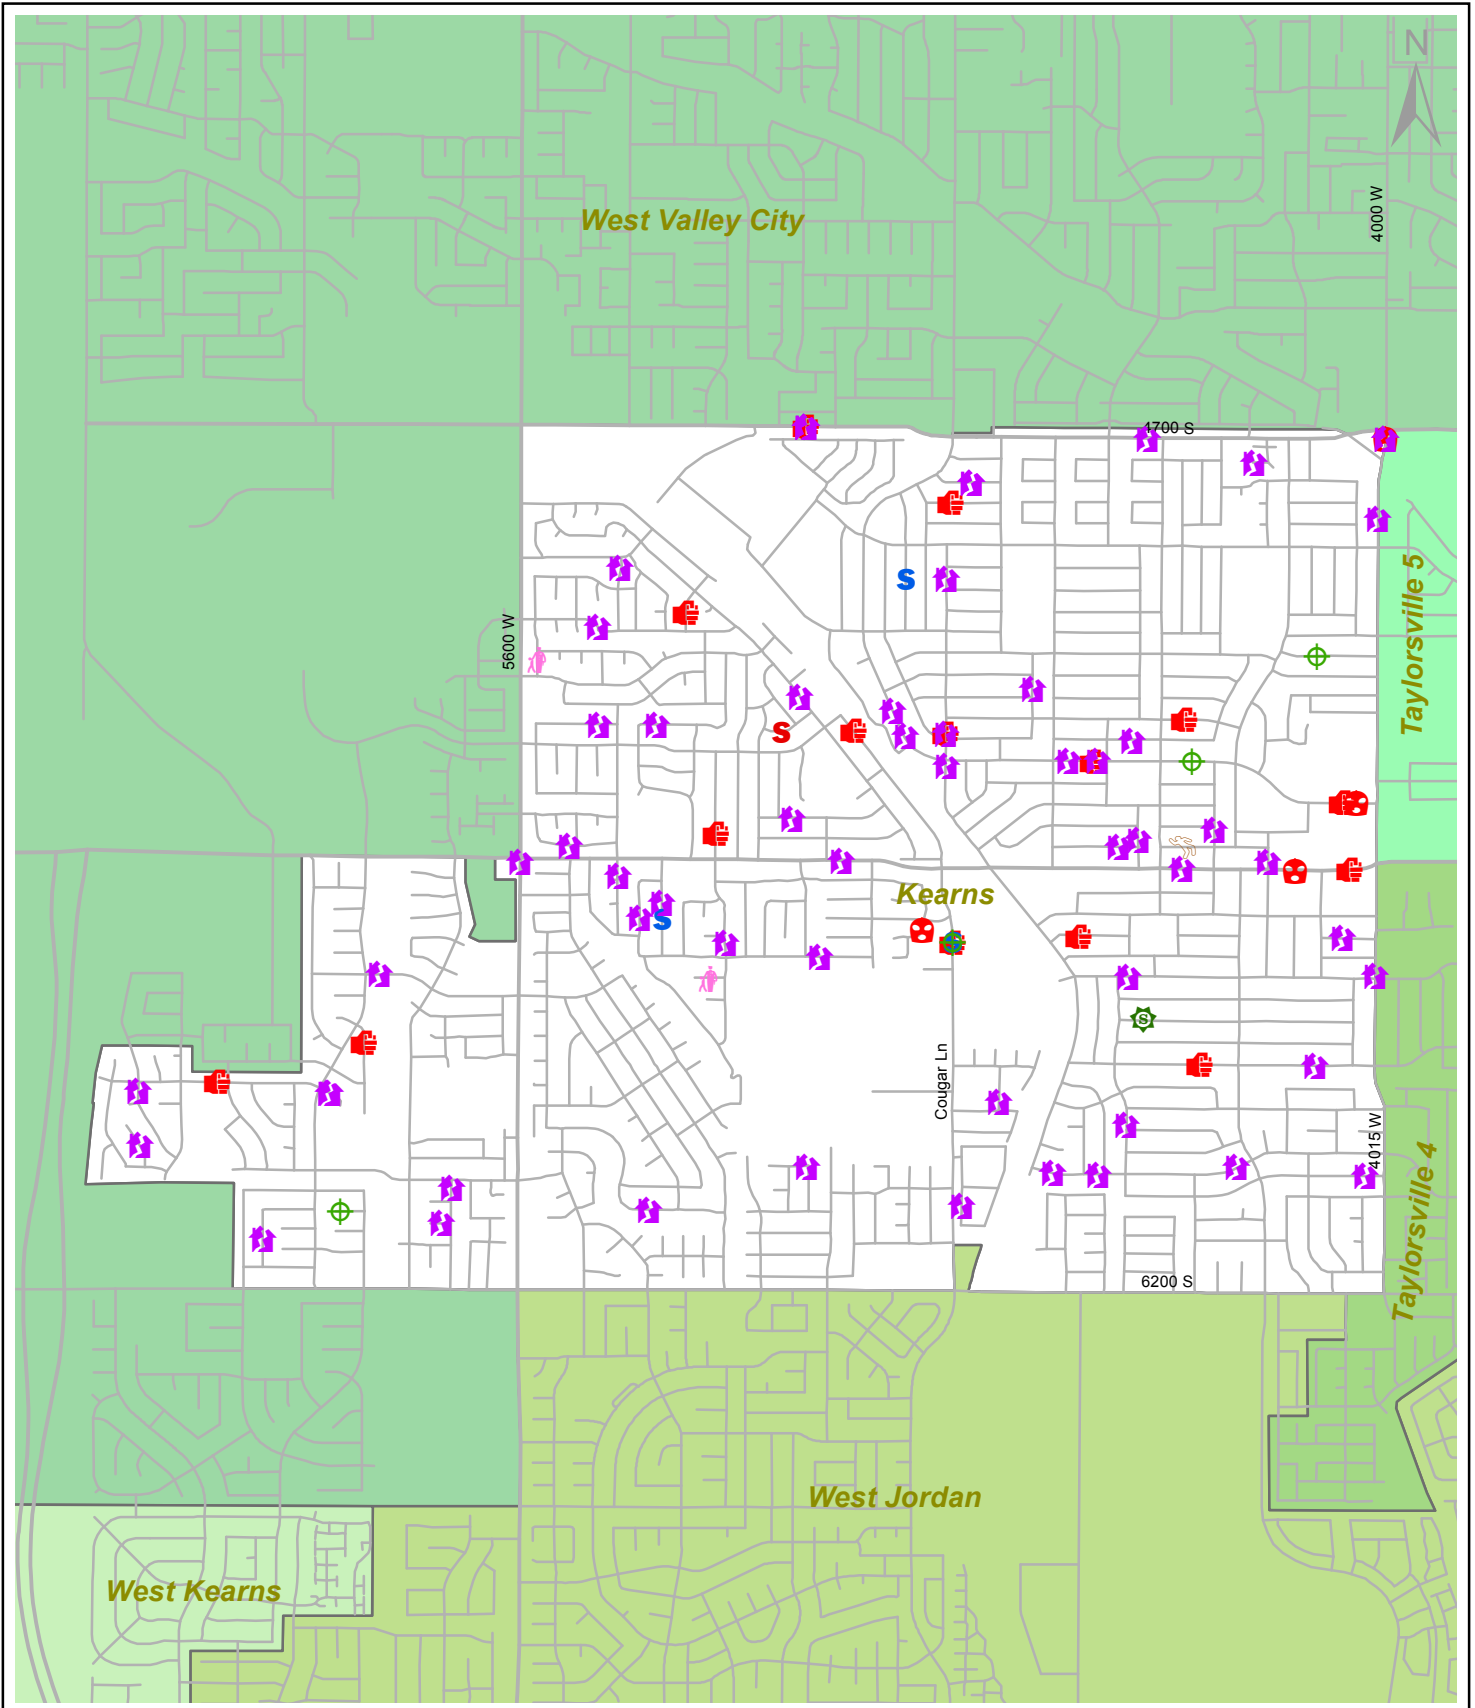 N
4000 W
West Valley City
4700 S
Taylorsville 5
S
5600 W
S
Kearns
S
S
Cougar Ln
4015 W
Taylorsville 4
6200 S
West Jordan
West Kearns